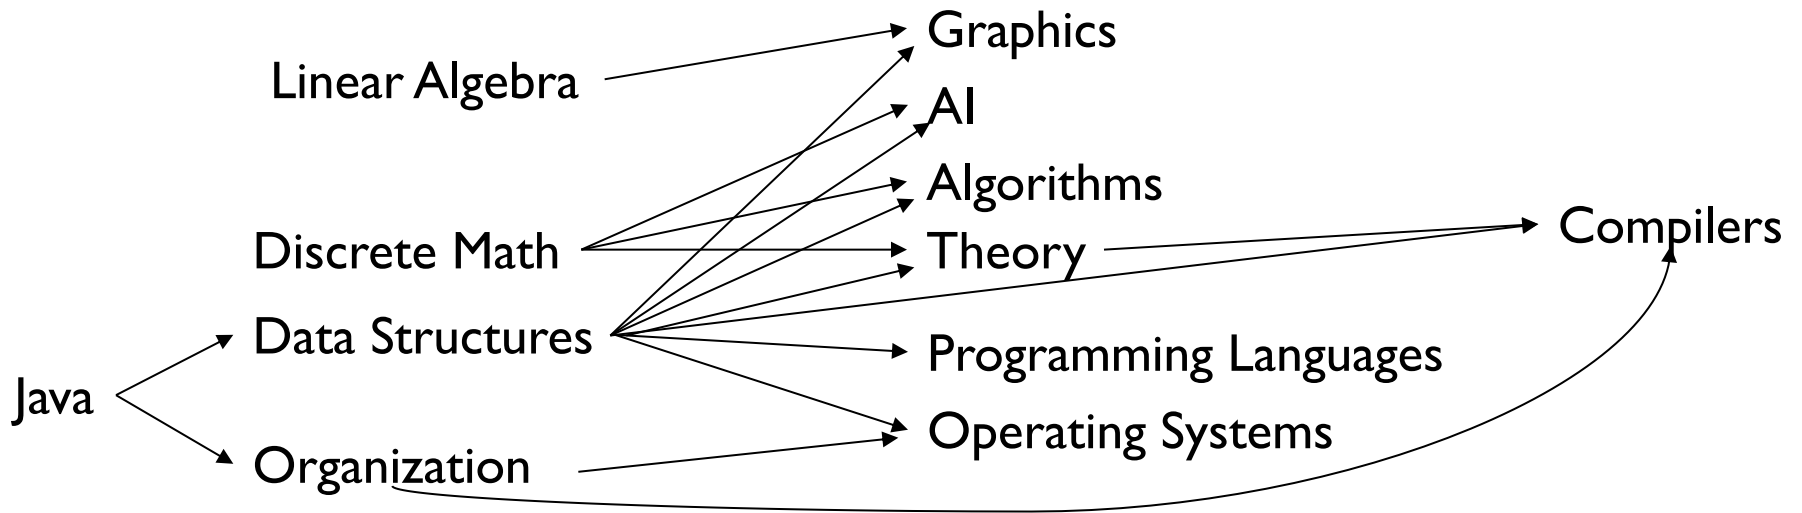 Graphics
Linear Algebra
AI
Algorithms
Compilers
Discrete Math
Theory
Data Structures
Programming Languages
Java
Operating Systems
Organization